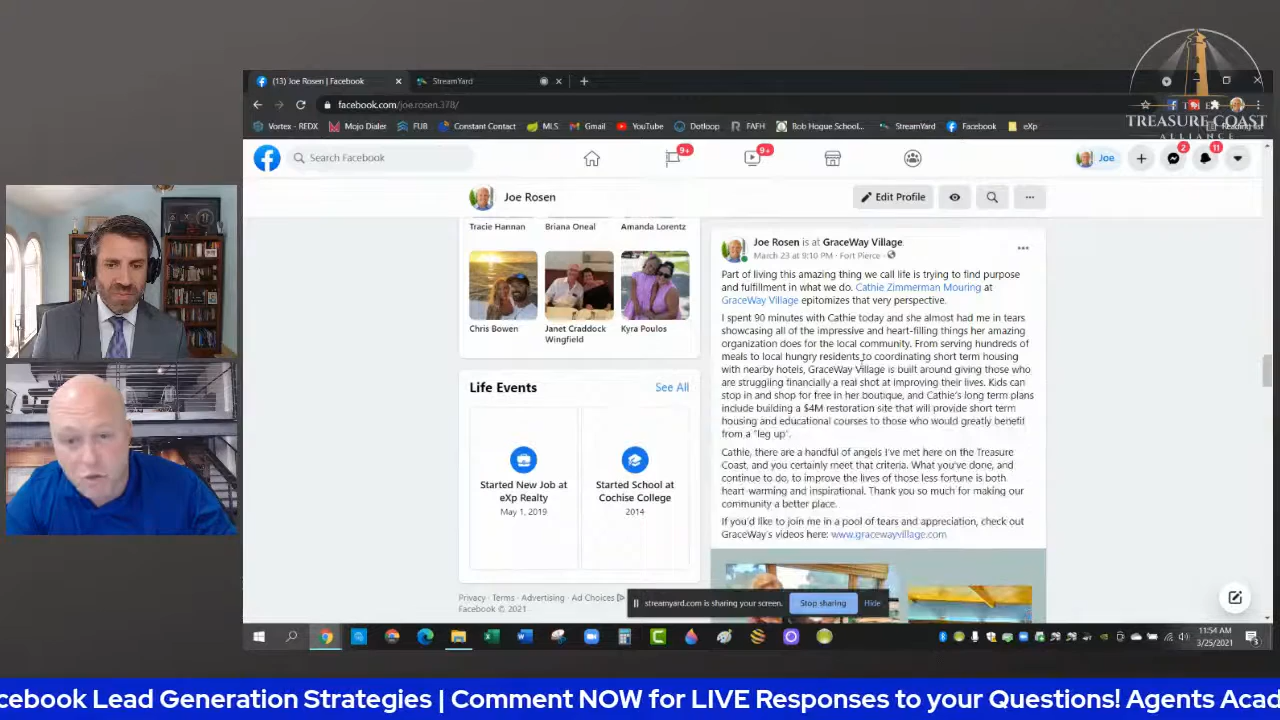 (13) Joe Rosen | Facebook
StreamYard
facebook.com/joe.rosen.378/
Vortex - REDX
Mojo Dialer
FUB
Constant Contact
MLS
Gmail
YouTube
Dotloop
FAFH
Bob Hogue School...
StreamYard
Facebook
eXp
TREASURE COAST
ALLIANCE
Search Facebook
9+
9+
Joe
2
11
Joe Rosen
Edit Profile
Tracie Hannan
Briana Oneal
Amanda Lorentz
Chris Bowen
Janet Craddock
Wingfield
Kyra Poulos
Life Events
See All
Started New Job at
eXp Realty
May 1, 2019
Started School at
Cochise College
2014
Privacy · Terms · Advertising · Ad Choices
Facebook © 2021
Joe Rosen is at GraceWay Village.
March 23 at 9:10 PM · Fort Pierce ·
Part of living this amazing thing we call life is trying to find purpose
and fulfillment in what we do. Cathie Zimmerman Mouring at
GraceWay Village epitomizes that very perspective.
I spent 90 minutes with Cathie today and she almost had me in tears
showcasing all of the impressive and heart-filling things her amazing
organization does for the local community. From serving hundreds of
meals to local hungry residents to coordinating short term housing
with nearby hotels, GraceWay Village is built around giving those who
are struggling financially a real shot at improving their lives. Kids can
stop in and shop for free in her boutique, and Cathie's long term plans
include building a $4M restoration site that will provide short term
housing and educational courses to those who would greatly benefit
from a "leg up".
Cathie, there are a handful of angels I've met here on the Treasure
Coast, and you certainly meet that criteria. What you've done, and
continue to do, to improve the lives of those less fortune is both
heart-warming and inspirational. Thank you so much for making our
community a better place.
If you'd like to join me in a pool of tears and appreciation, check out
GraceWay's videos here: www.gracewayvillage.com
streamyard.com is sharing your screen.
Stop sharing
Hide
11:54 AM
3/25/2021
cebook Lead Generation Strategies | Comment NOW for LIVE Responses to your Questions! Agents Acad